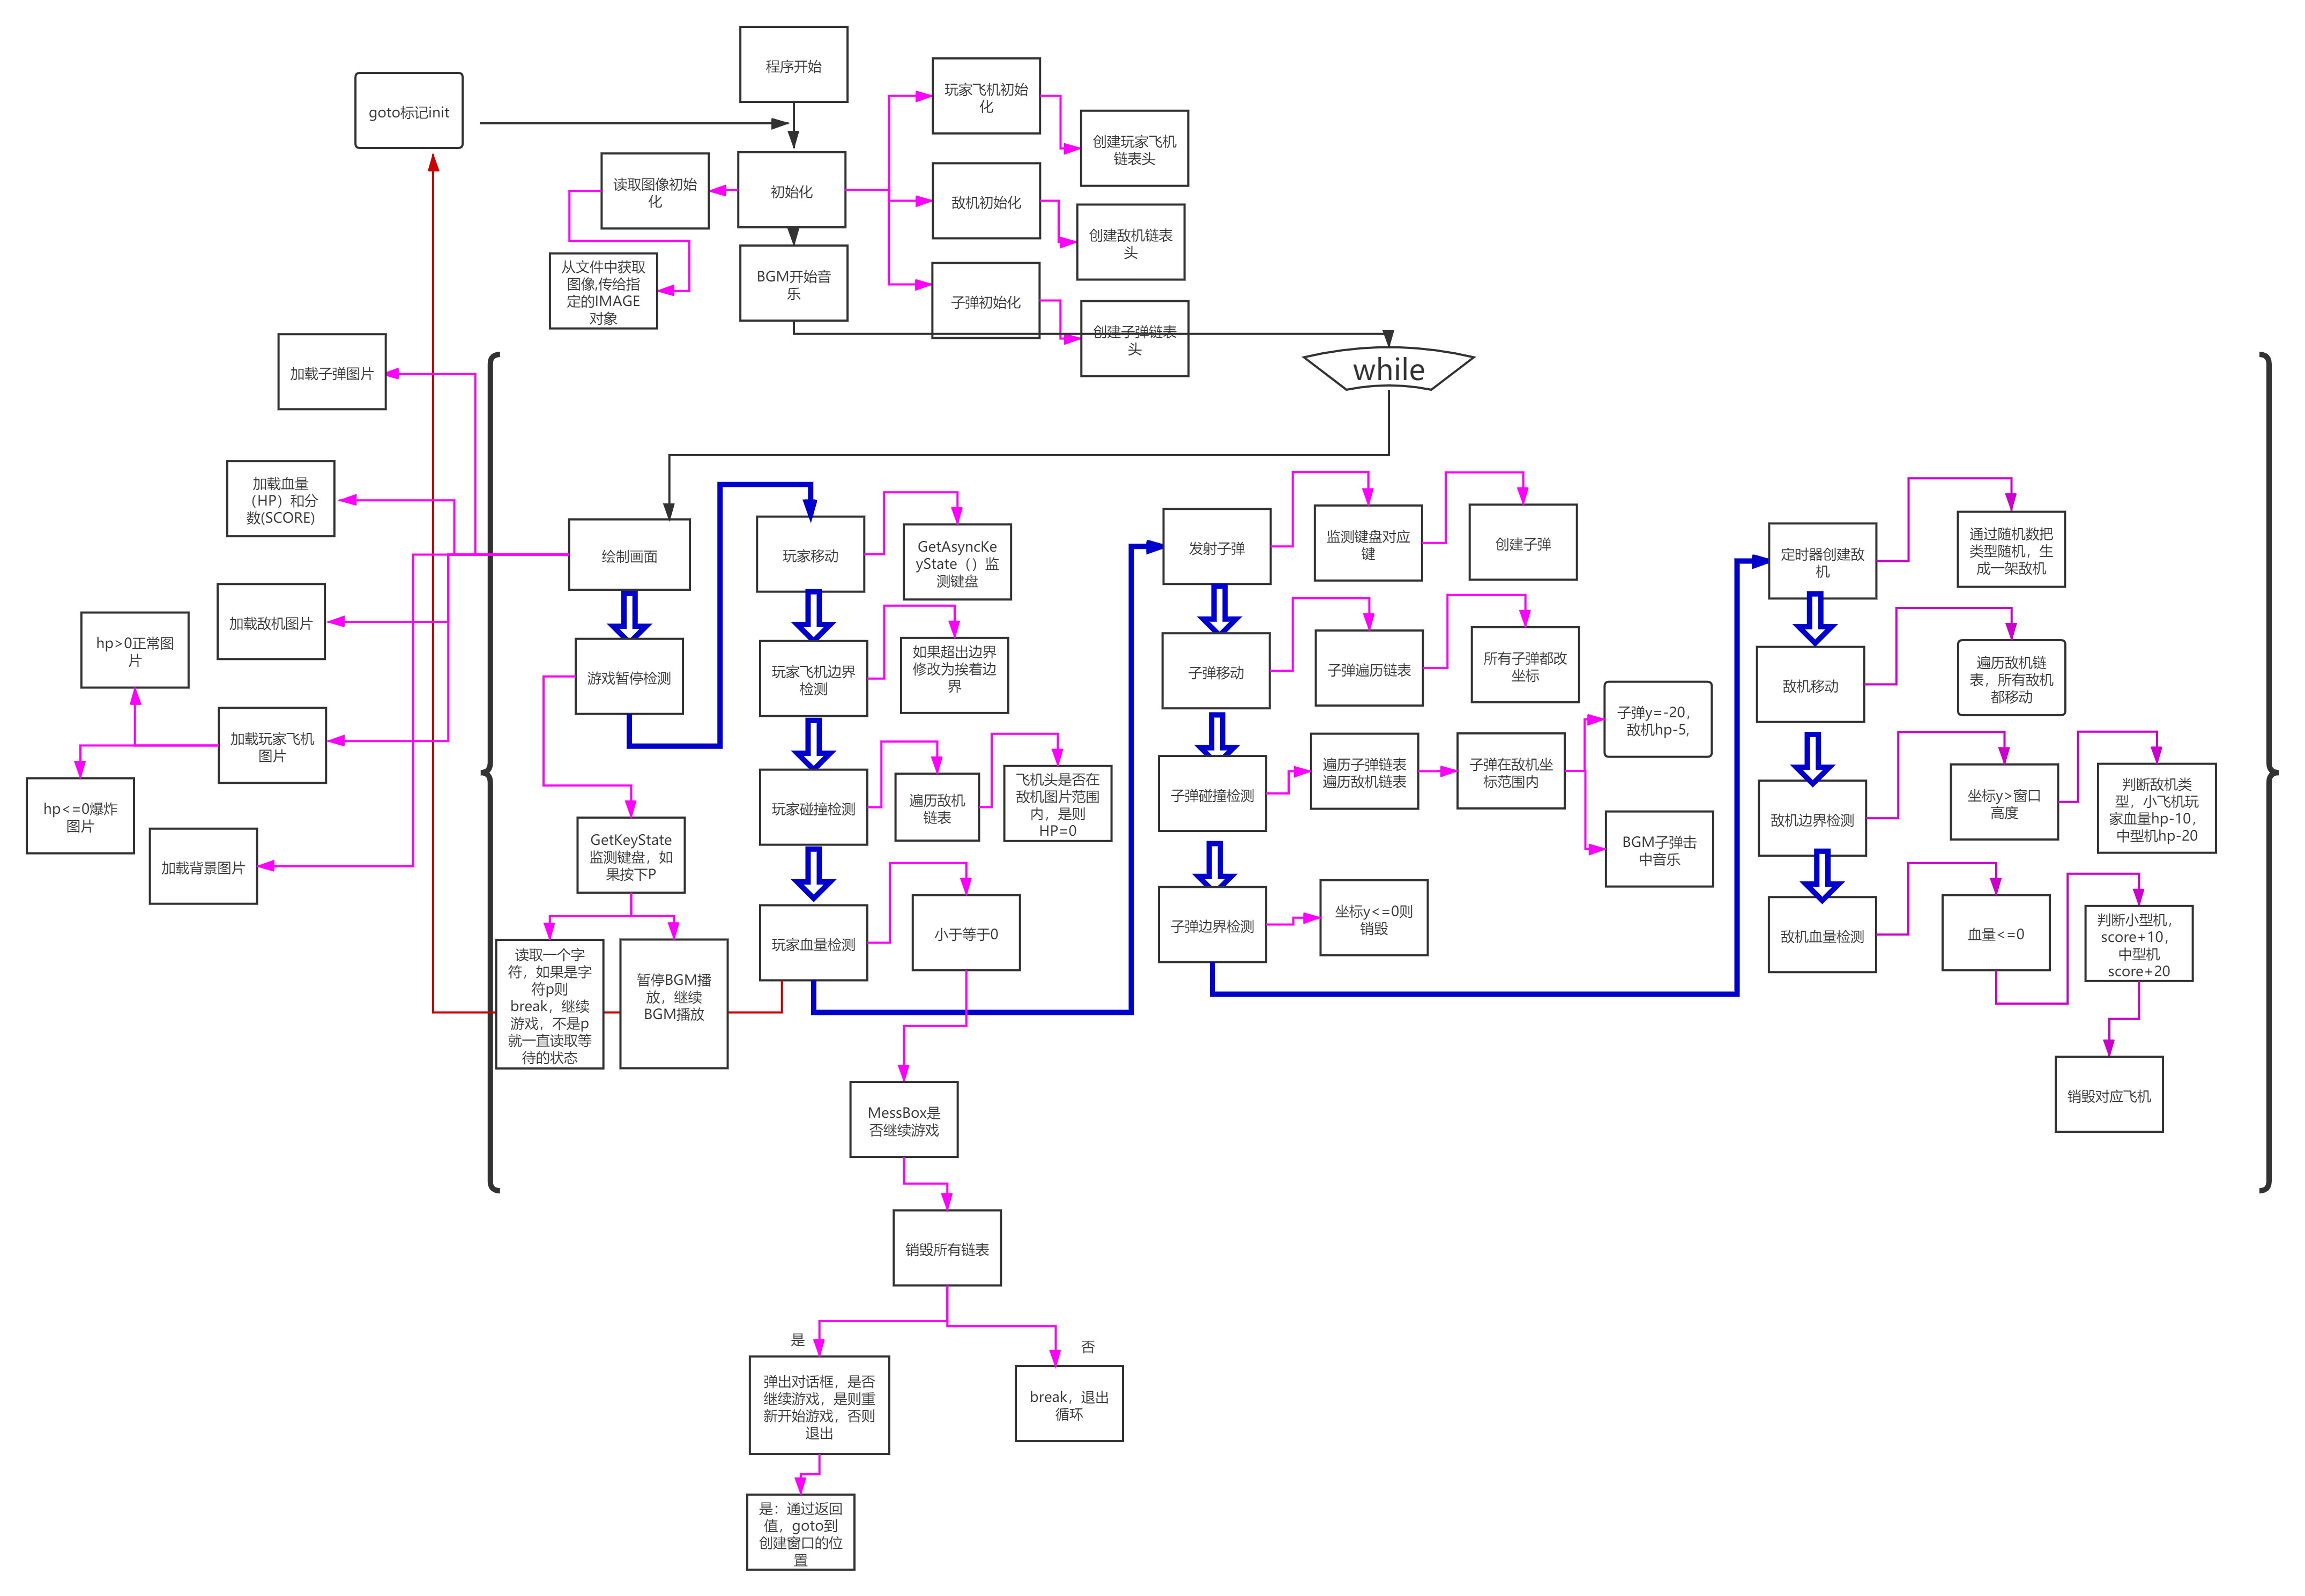 程序开始
goto标记init
玩家飞机初始
化
创建玩家飞机
链表头
读取图像初始
化
初始化
敌机初始化
创建敌机链表
头
从文件中获取
图像,传给指
定的IMAGE
对象
BGM开始音
乐
子弹初始化
创建子弹链表
头
while
加载子弹图片
加载血量
（HP）和分
数(SCORE)
加载敌机图片
hp>0正常图
片
加载玩家飞机
图片
hp<=0爆炸
图片
加载背景图片
绘制画面
游戏暂停检测
GetKeyState
监测键盘，如
果按下P
读取一个字
符，如果是字
符p则
break，继续
游戏，不是p
就一直读取等
待的状态
暂停BGM播
放，继续
BGM播放
玩家移动
GetAsyncKe
yState（）监
测键盘
玩家飞机边界
检测
如果超出边界
修改为挨着边
界
玩家碰撞检测
遍历敌机
链表
飞机头是否在
敌机图片范围
内，是则
HP=0
玩家血量检测
小于等于0
MessBox是
否继续游戏
销毁所有链表
是
否
弹出对话框，是否
继续游戏，是则重
新开始游戏，否则
退出
break，退出
循环
是：通过返回
值，goto到
创建窗口的位
置
发射子弹
监测键盘对应
键
创建子弹
子弹移动
子弹遍历链表
所有子弹都改
坐标
子弹碰撞检测
遍历子弹链表
遍历敌机链表
子弹在敌机坐
标范围内
子弹y=-20，
敌机hp-5,
BGM子弹击
中音乐
子弹边界检测
坐标y<=0则
销毁
定时器创建敌
机
通过随机数把
类型随机，生
成一架敌机
敌机移动
遍历敌机链
表，所有敌机
都移动
敌机边界检测
坐标y>窗口
高度
判断敌机类
型，小飞机玩
家血量hp-10，
中型机hp-20
敌机血量检测
血量<=0
判断小型机，
score+10，
中型机
score+20
销毁对应飞机